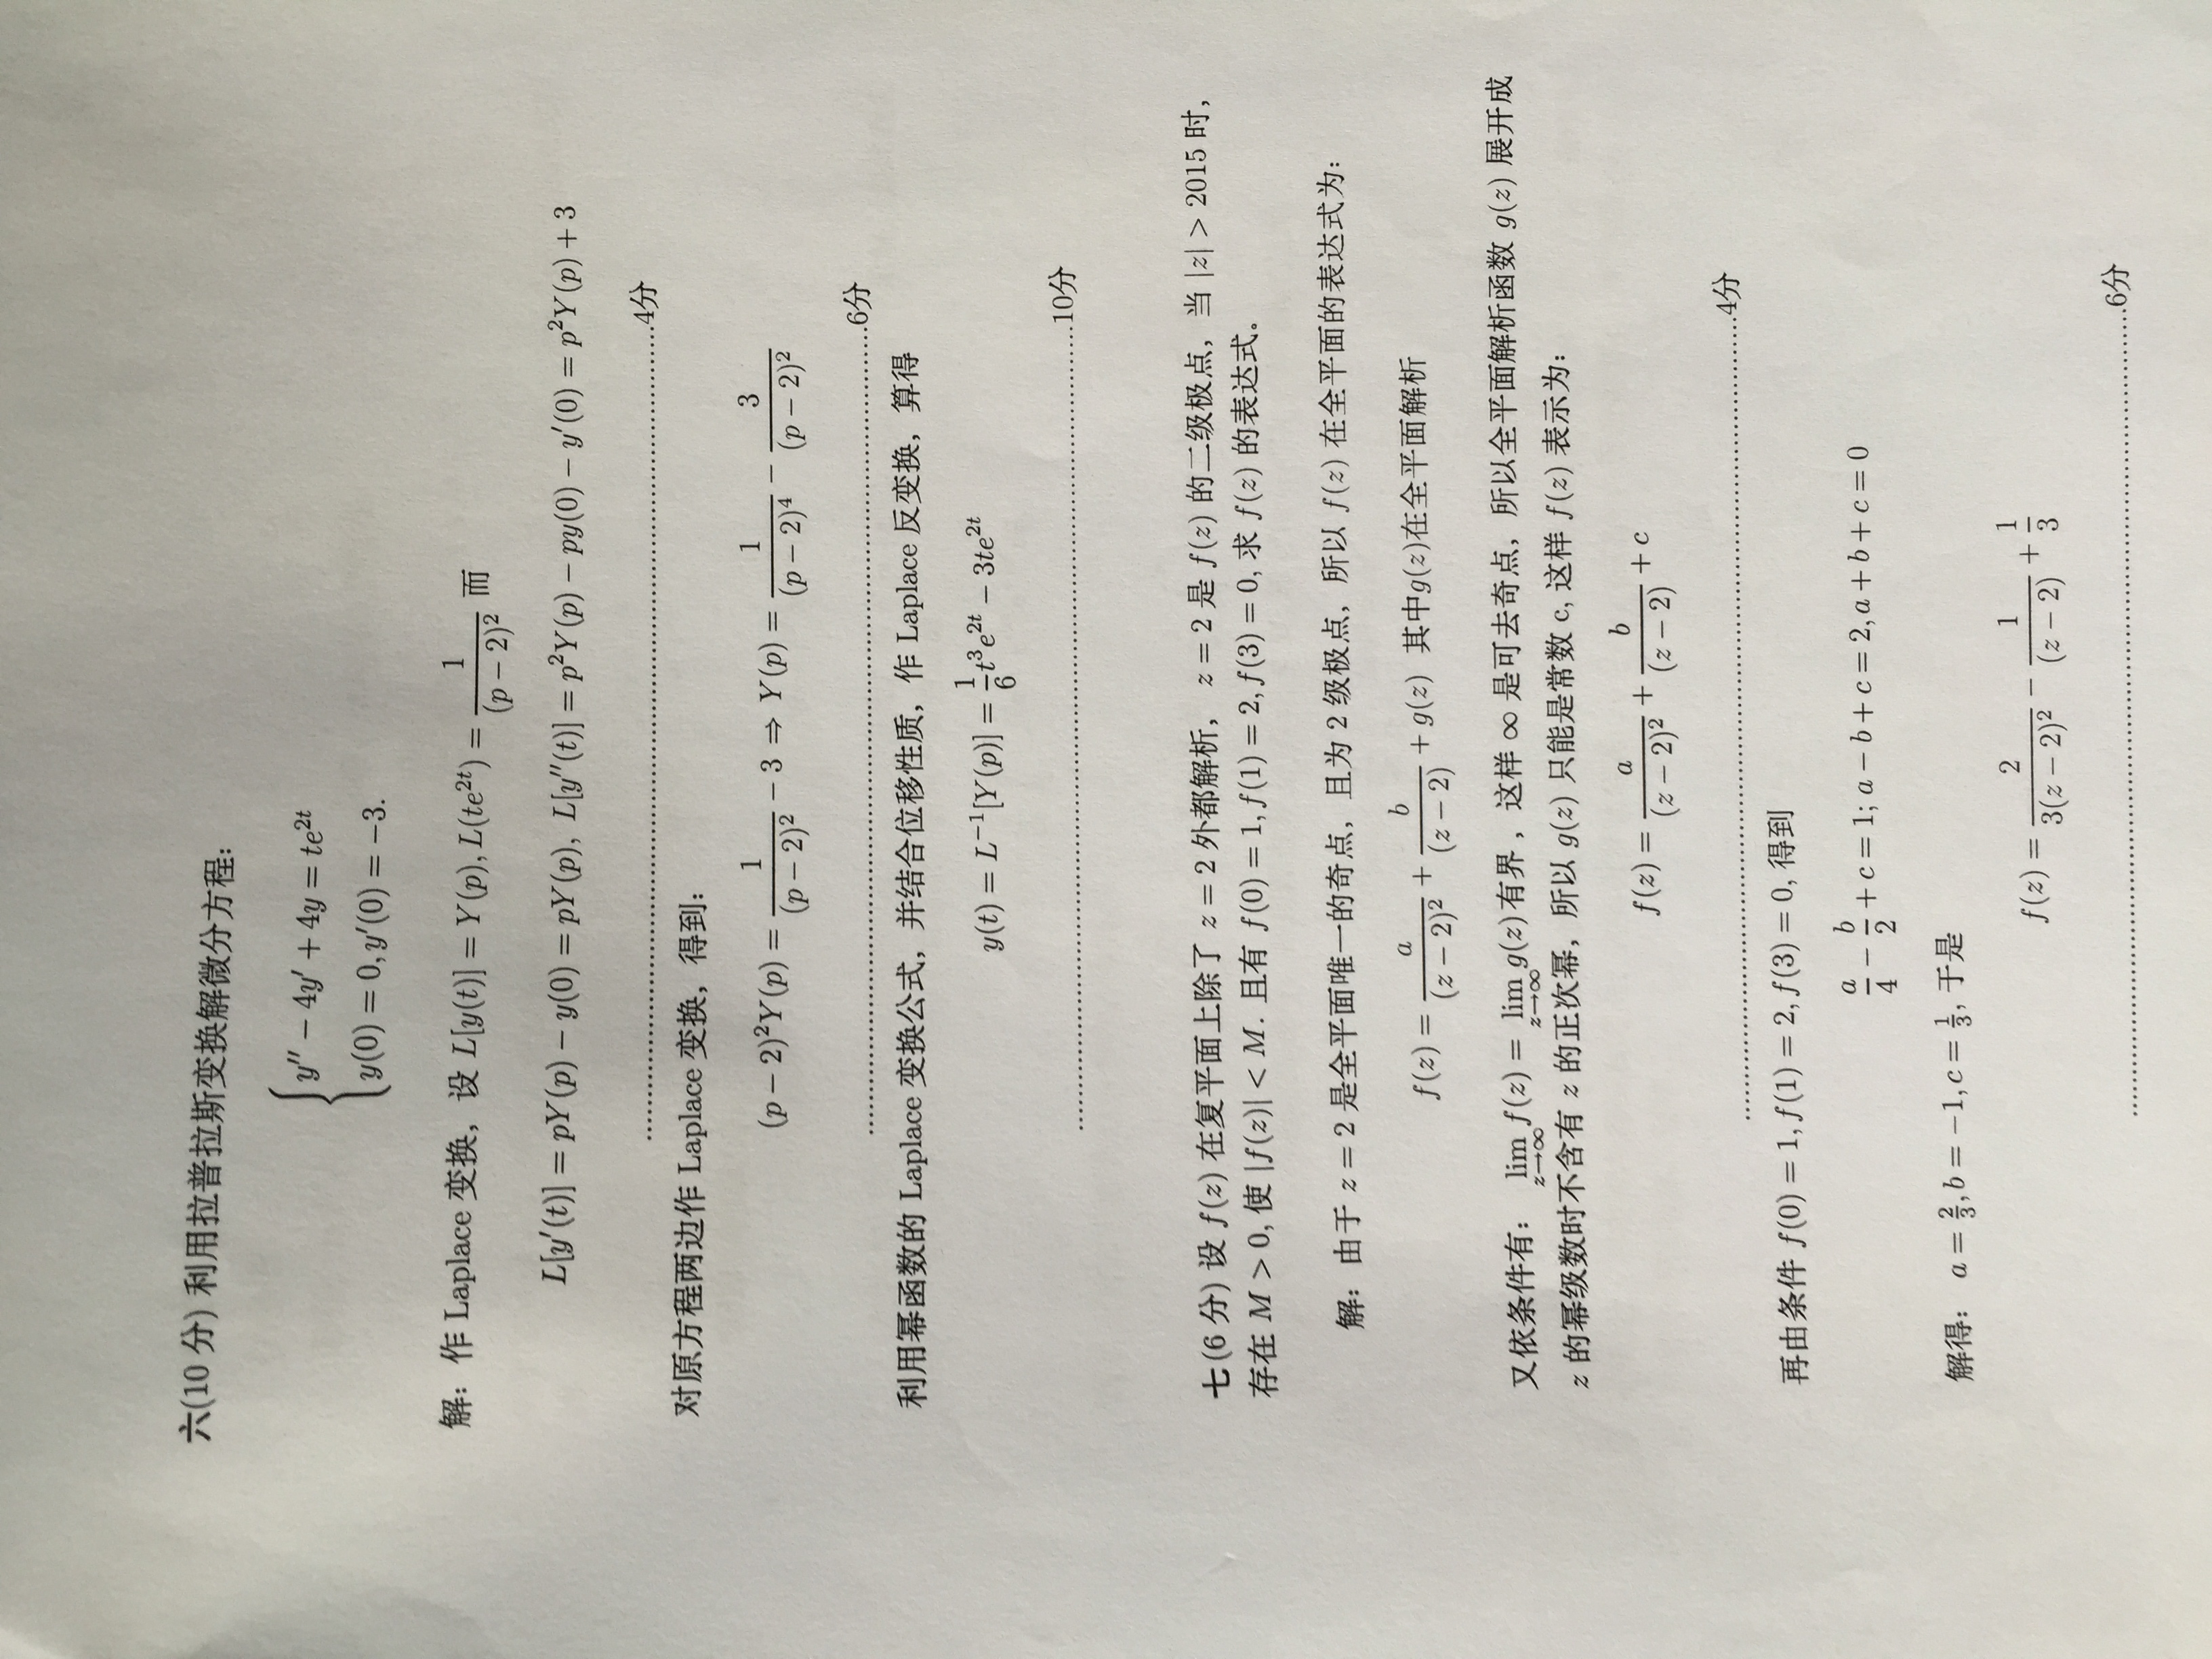 六(10 分) 利用拉普拉斯变换解微分方程:
y″ − 4y′ + 4y = te^{2t}
y(0) = 0, y′(0) = −3.
解: 作 Laplace 变换, 设 L[y(t)] = Y(p), L(te^{2t}) = \frac{1}{(p − 2)^2} 而
L[y′(t)] = pY(p) − y(0) = pY(p), L[y″(t)] = p^2Y(p) − py(0) − y′(0) = p^2Y(p) + 3
........................................4分
对原方程两边作 Laplace 变换, 得到:
(p − 2)^2Y(p) = \frac{1}{(p − 2)^2} − 3 ⇒ Y(p) = \frac{1}{(p − 2)^4} − \frac{3}{(p − 2)^2}
........................................6分
利用幂函数的 Laplace 变换公式, 并结合位移性质, 作 Laplace 反变换, 算得
y(t) = L^{−1}[Y(p)] = \frac{1}{6}t^3e^{2t} − 3te^{2t}
........................................10分
七(6 分) 设 f(z) 在复平面上除了 z = 2 外都解析, z = 2 是 f(z) 的二级极点, 当 |z| > 2015 时,
存在 M > 0, 使 |f(z)| < M. 且有 f(0) = 1, f(1) = 2, f(3) = 0, 求 f(z) 的表达式。
解: 由于 z = 2 是全平面唯一的奇点, 且为 2 级极点, 所以 f(z) 在全平面的表达式为:
f(z) = \frac{a}{(z − 2)^2} + \frac{b}{(z − 2)} + g(z) 其中g(z)在全平面解析
又依条件有: \lim_{z→∞} f(z) = \lim_{z→∞} g(z)有界 , 这样 ∞ 是可去奇点, 所以全平面解析函数 g(z) 展开成
z 的幂级数时不含有 z 的正次幂, 所以 g(z) 只能是常数 c, 这样 f(z) 表示为:
f(z) = \frac{a}{(z − 2)^2} + \frac{b}{(z − 2)} + c
........................................4分
再由条件 f(0) = 1, f(1) = 2, f(3) = 0, 得到
\frac{a}{4} − \frac{b}{2} + c = 1; a − b + c = 2, a + b + c = 0
解得: a = \frac{2}{3}, b = −1, c = \frac{1}{3}, 于是
f(z) = \frac{2}{3(z − 2)^2} − \frac{1}{(z − 2)} + \frac{1}{3}
........................................6分